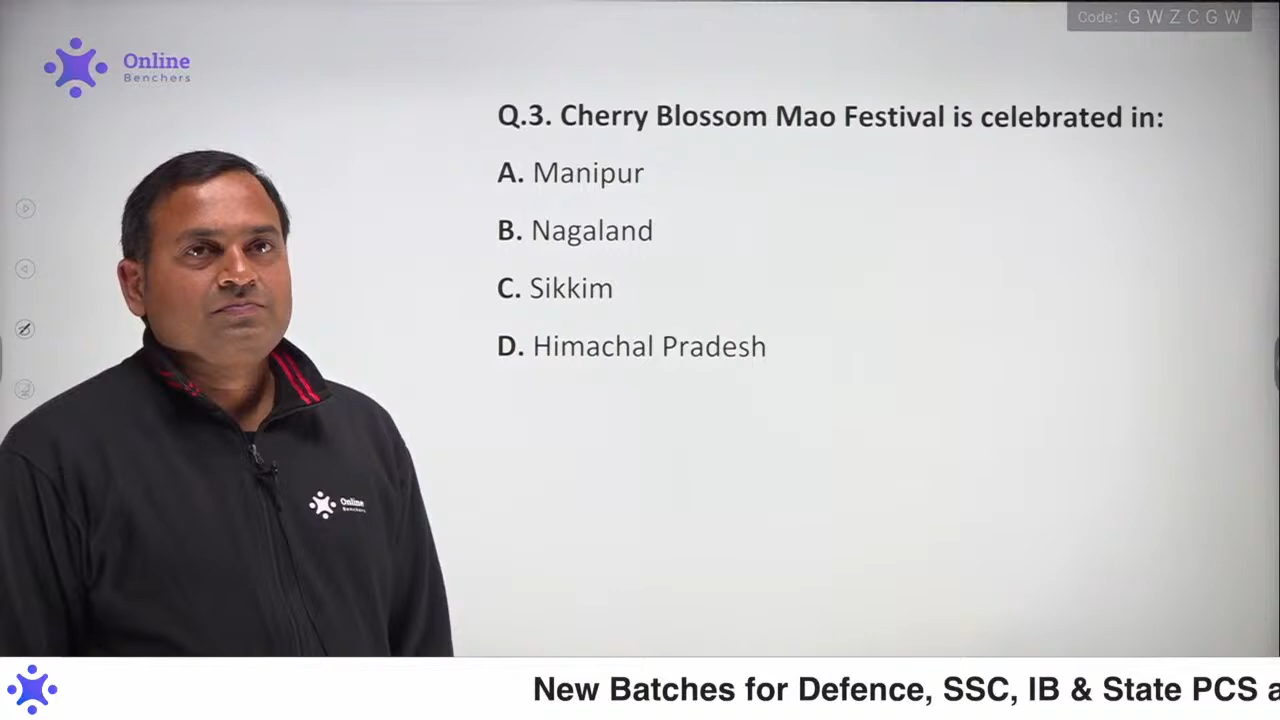 Code: G W Z C G W
Online
Benchers
Q.3. Cherry Blossom Mao Festival is celebrated in:
A. Manipur
B. Nagaland
C. Sikkim
D. Himachal Pradesh
Online
Benchers
New Batches for Defence, SSC, IB & State PCS a